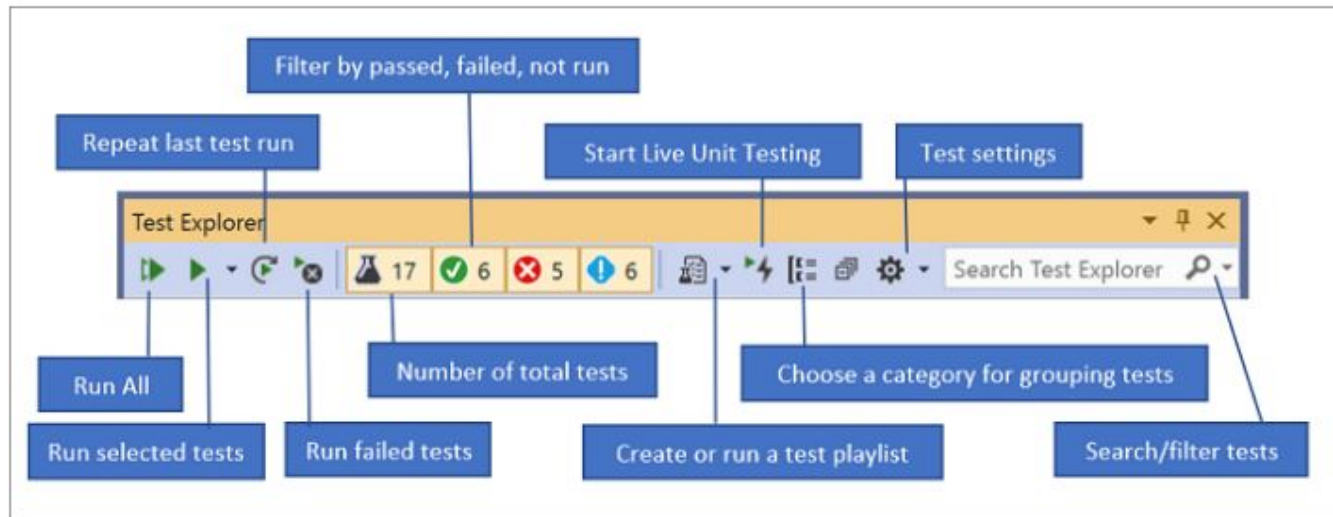 Filter by passed, failed, not run
Repeat last test run
Start Live Unit Testing
Test settings
Test Explorer
17
6
5
6
Search Test Explorer
Run All
Number of total tests
Choose a category for grouping tests
Run selected tests
Run failed tests
Create or run a test playlist
Search/filter tests